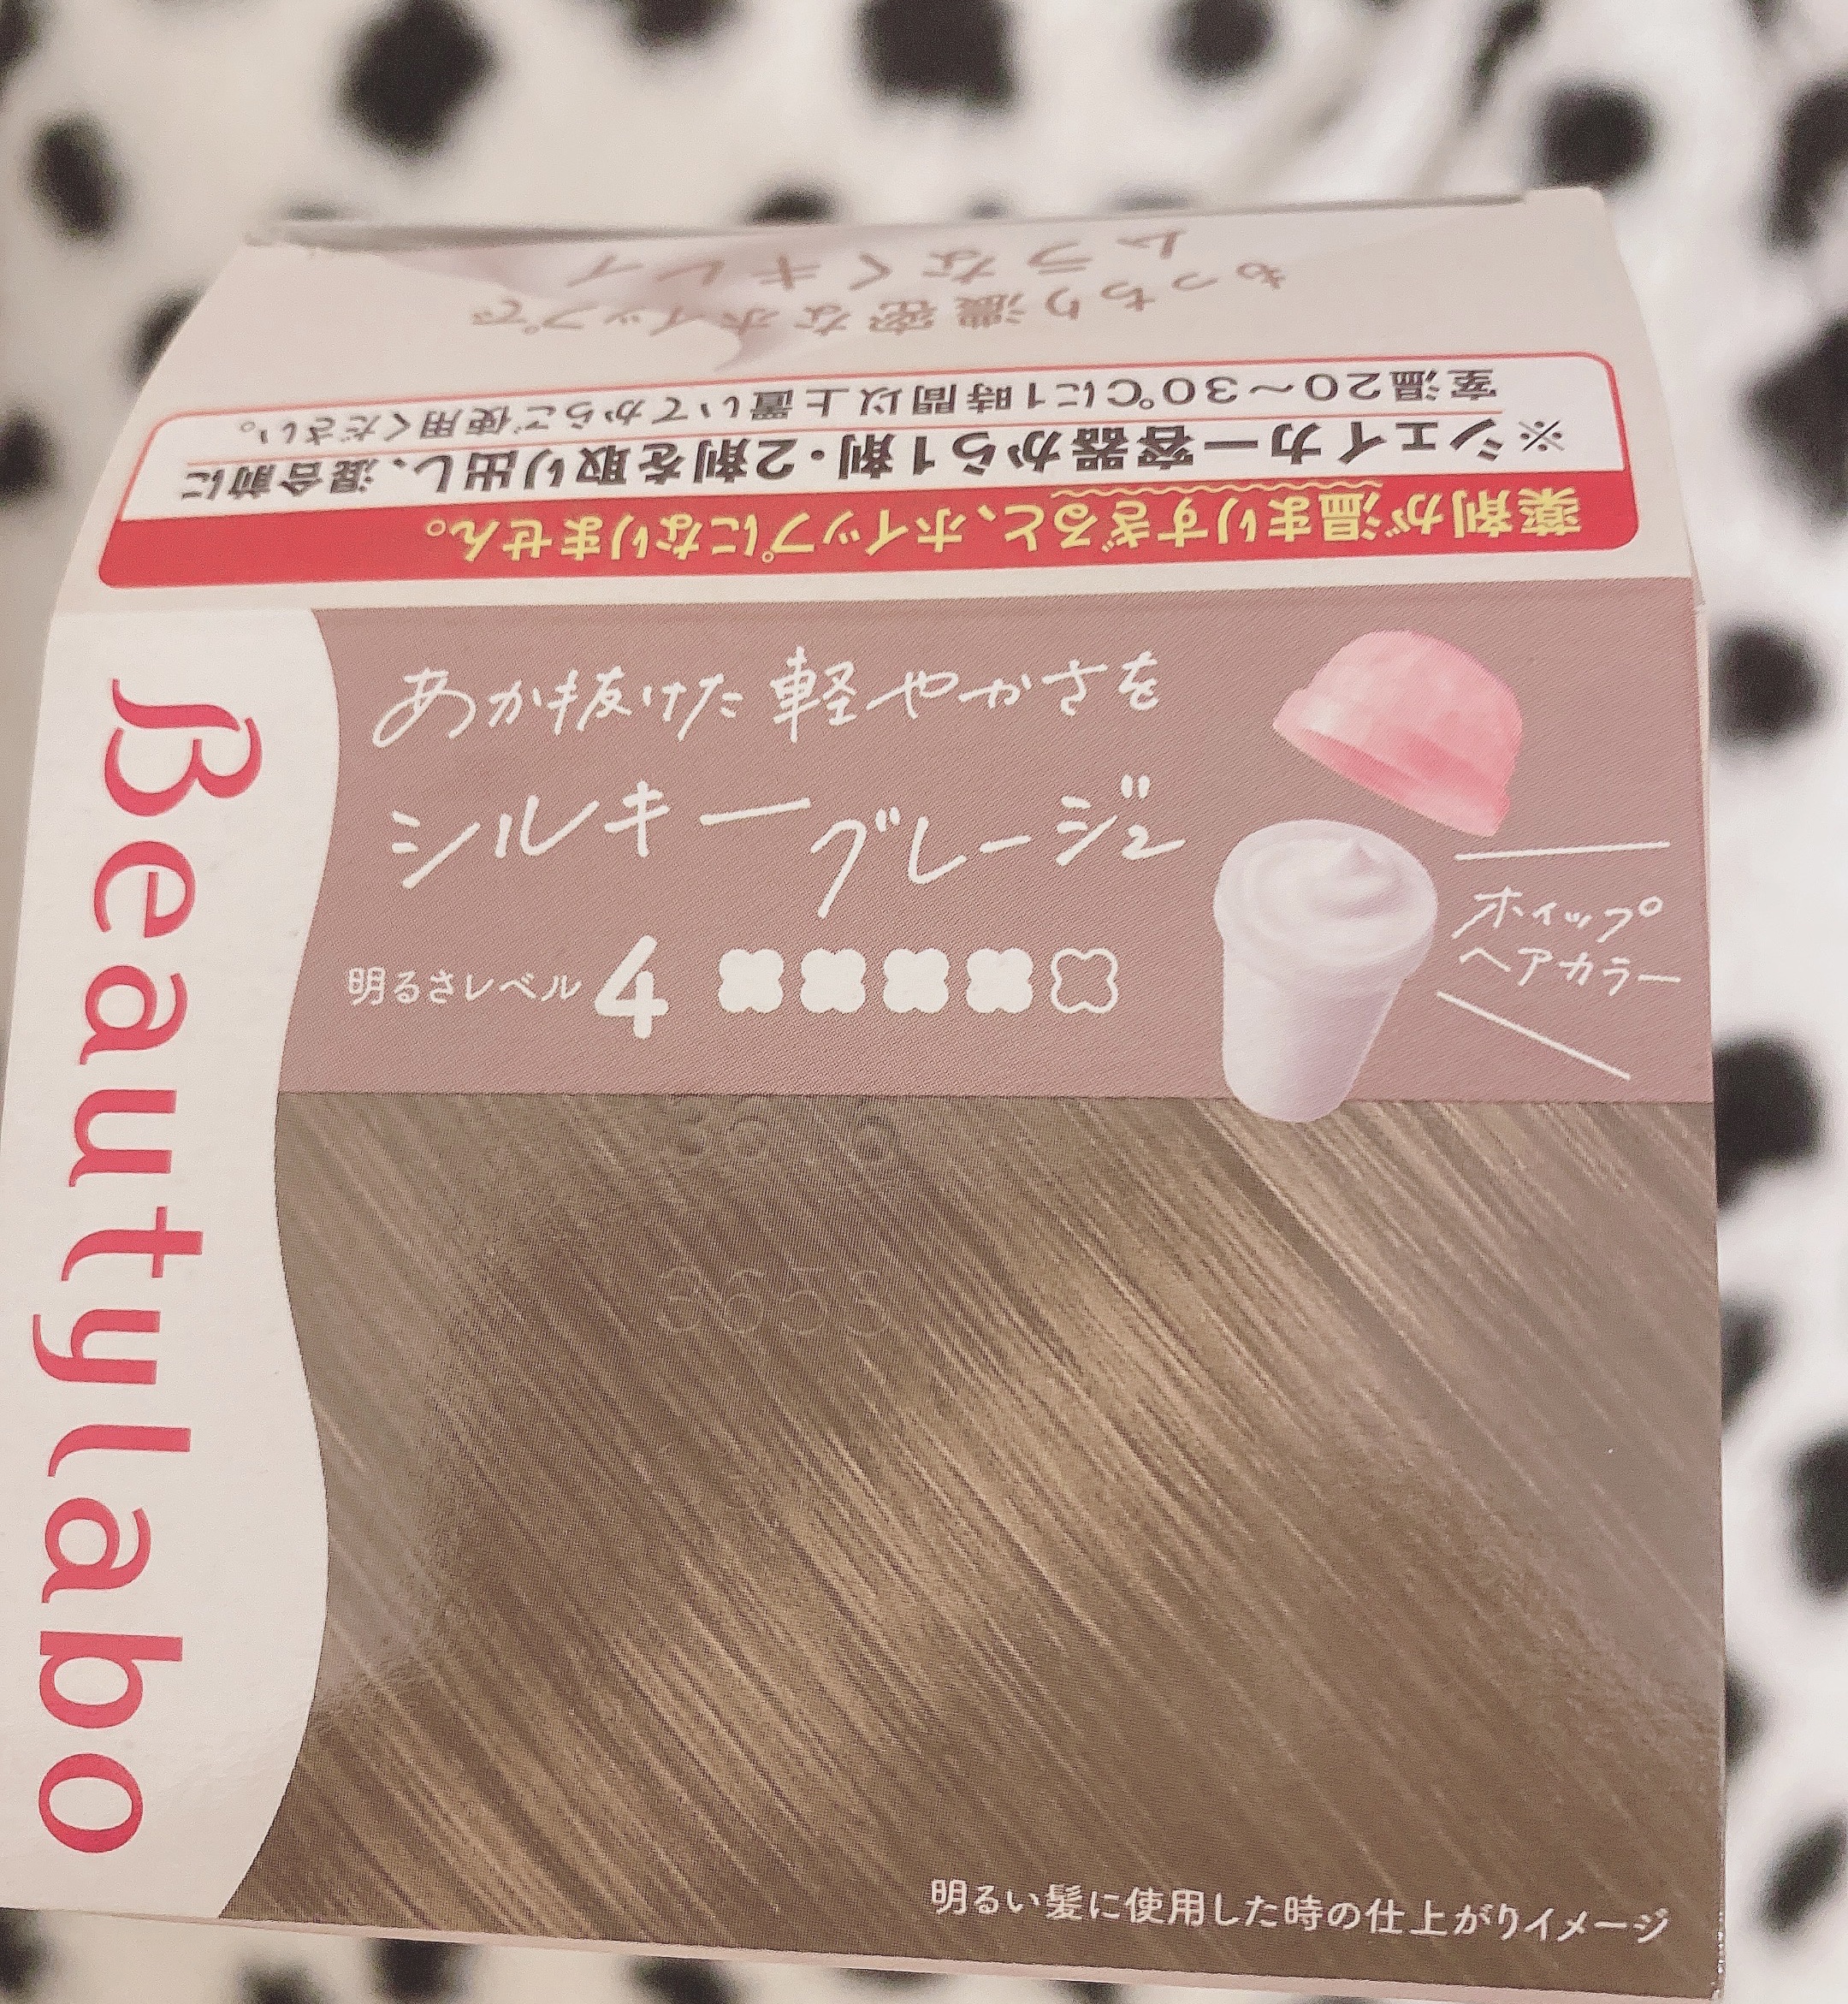 もっちり濃密なホイップで
ムラなくキレイ
薬剤が温まりすぎると、ホイップになりません。
※シェイカー容器から1剤・2剤を取り出し、混合前に
室温20～30℃に1時間以上置いてからご使用ください。
Beautylabo
あか抜けた軽やかさを
シルキーグレージュ
明るさレベル 4
ホイップ
ヘアカラー
明るい髪に使用した時の仕上がりイメージ